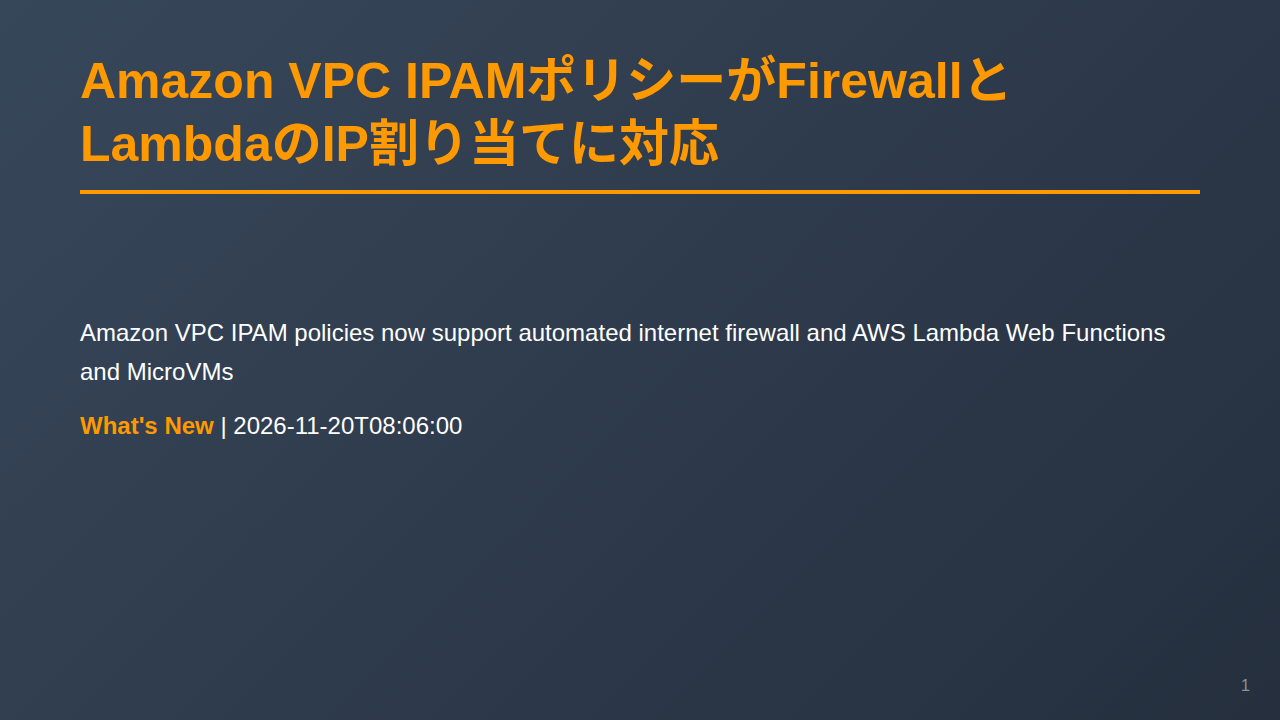 Amazon VPC IPAMポリシーがFirewallと
LambdaのIP割り当てに対応
Amazon VPC IPAM policies now support automated internet firewall and AWS Lambda Web Functions
and MicroVMs
What's New | 2026-11-20T08:06:00
1